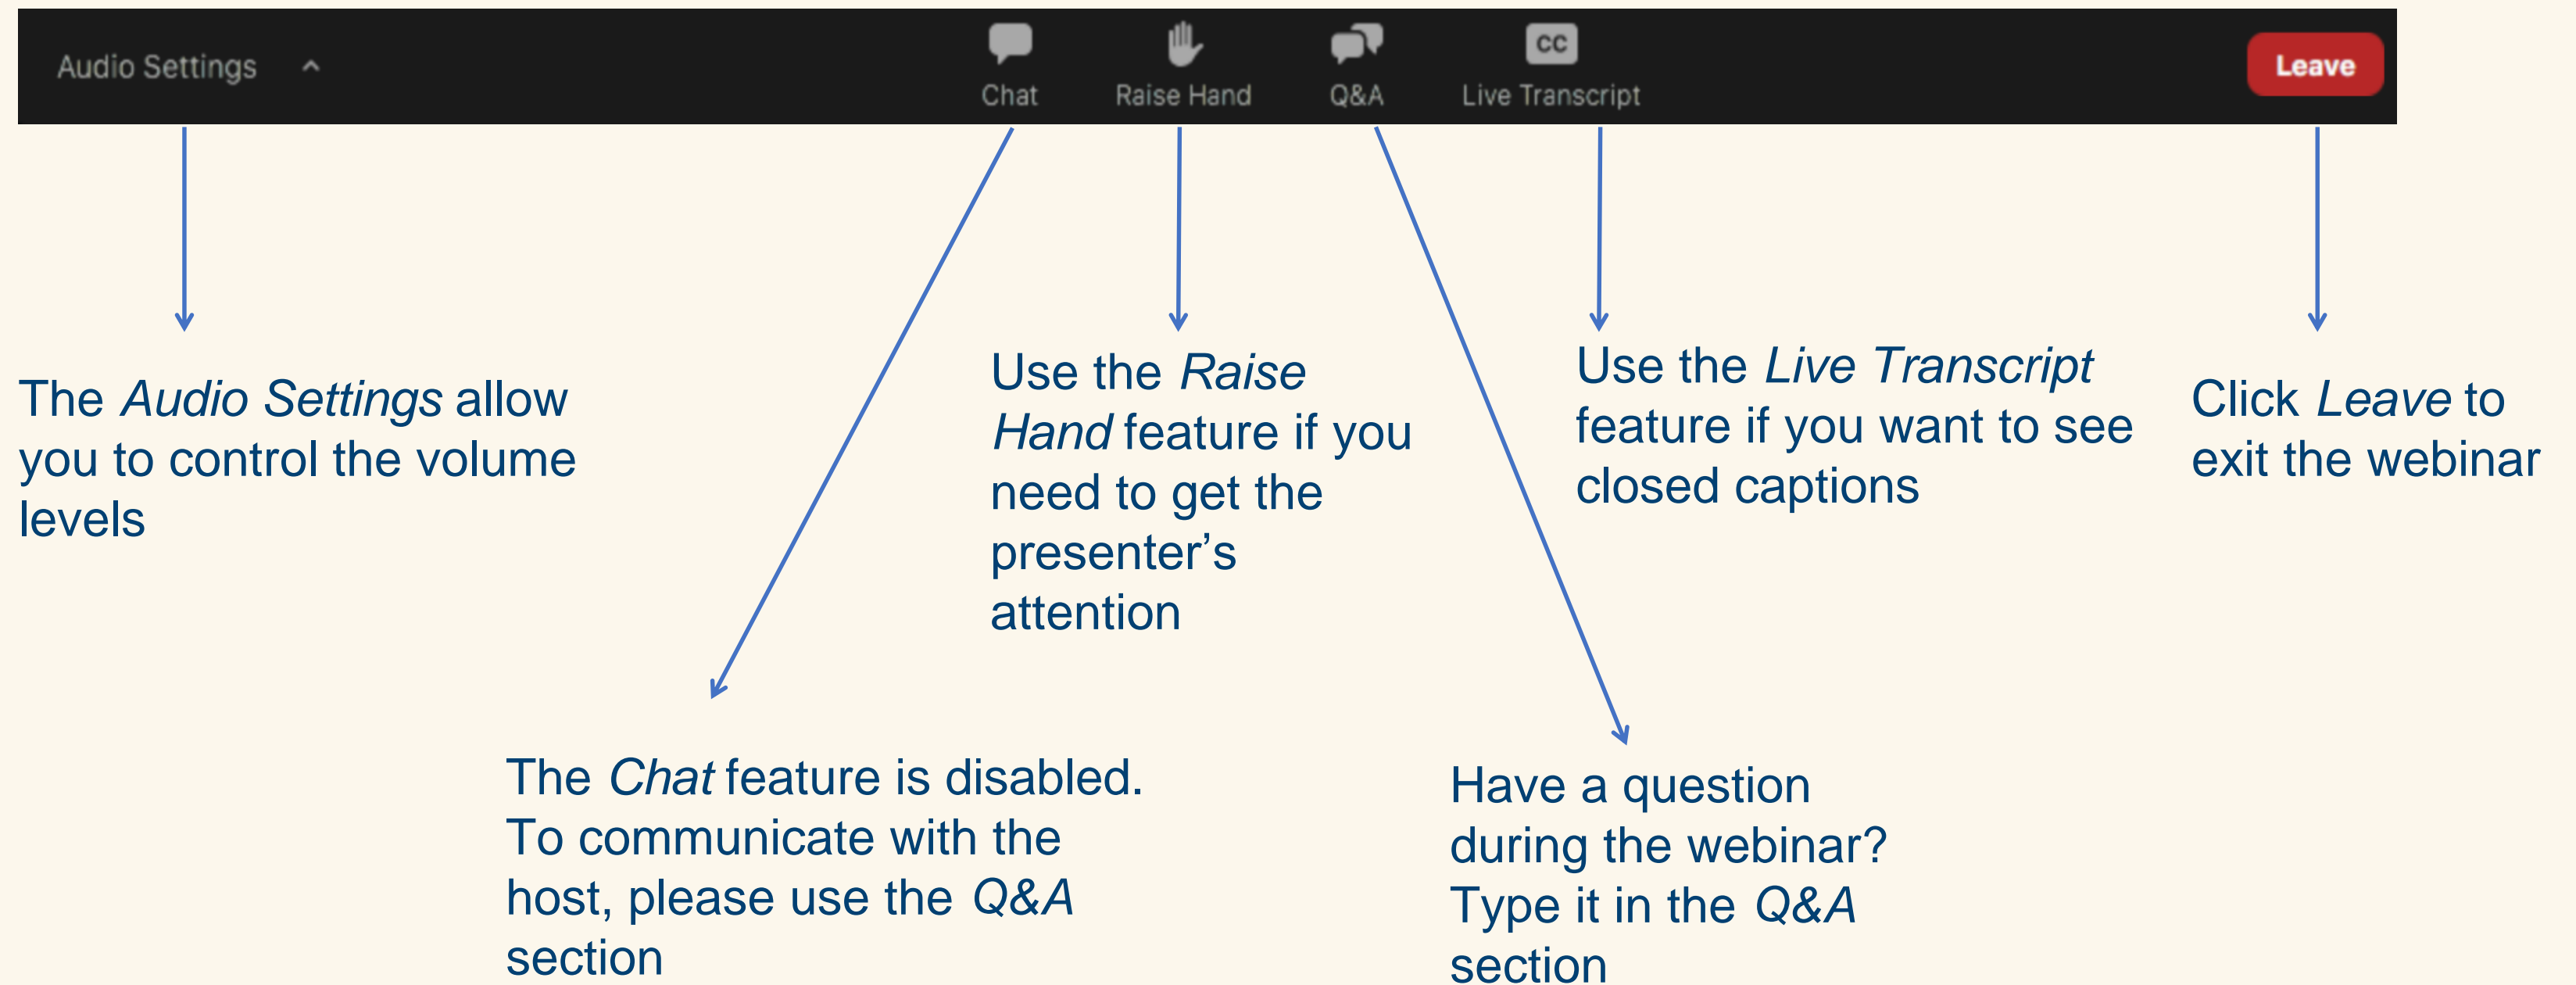 Audio Settings
Chat
Raise Hand
Q&A
CC
Live Transcript
Leave
The Audio Settings allow
you to control the volume
levels
The Chat feature is disabled.
To communicate with the
host, please use the Q&A
section
Use the Raise
Hand feature if you
need to get the
presenter’s
attention
Have a question
during the webinar?
Type it in the Q&A
section
Use the Live Transcript
feature if you want to see
closed captions
Click Leave to
exit the webinar